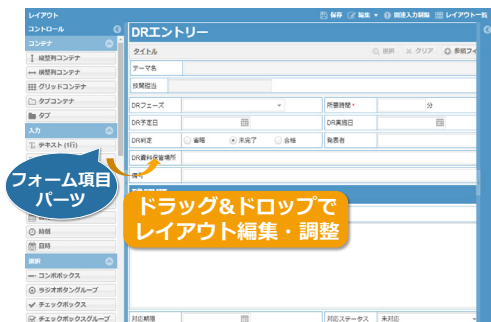 レイアウト
保存 編集 関連入力制御 レイアウト一覧
コントロール
DRエントリー
コンテナ
タイトル
選択 クリア 参照フィ
縦整列コンテナ
横整列コンテナ
グリッドコンテナ
タブコンテナ
タブ
テーマ名
技開担当
DRフェーズ
所要時間* 分
DR予定日
DR実施日
DR判定 省略 未完了 合格
発表者
DR資料保管場所
備考
入力
テキスト (1行)
フォーム項目
パーツ
ドラッグ&ドロップで
レイアウト編集・調整
時刻
日時
選択
コンボボックス
ラジオボタングループ
チェックボックス
チェックボックスグループ
対応期限
対応ステータス 未対応